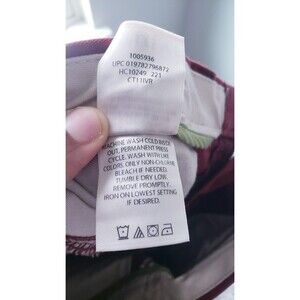 1005936
UPC 019782796872
HC10249 221
CT11IVR
MACHINE WASH COLD INSIDE
OUT, PERMANENT PRESS
CYCLE. WASH WITH LIKE
COLORS ONLY NON-CHLORINE
BLEACH IF NEEDED.
TUMBLE DRY LOW.
REMOVE PROMPTLY.
IRON ON LOWEST SETTING
IF DESIRED.